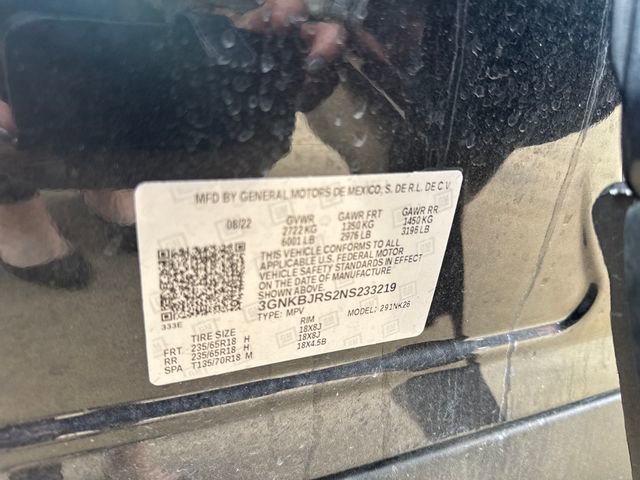 MFD BY GENERAL MOTORS DE MEXICO, S. DE R.L. DE C.V.
08/22 GVWR GAWR FRT GAWR RR
2722 KG 1350 KG 1450 KG
6001 LB 2976 LB 3196 LB
THIS VEHICLE CONFORMS TO ALL
APPLICABLE U.S. FEDERAL MOTOR
VEHICLE SAFETY STANDARDS IN EFFECT
ON THE DATE OF MANUFACTURE
SHOWN ABOVE.
3GNKBJRS2NS233219
333E TYPE: MPV MODEL: 291NK26
TIRE SIZE RIM
FRT 235/65R18 H 18X8J
RR 235/65R18 H 18X8J
SPA T135/70R18 M 18X4.5B